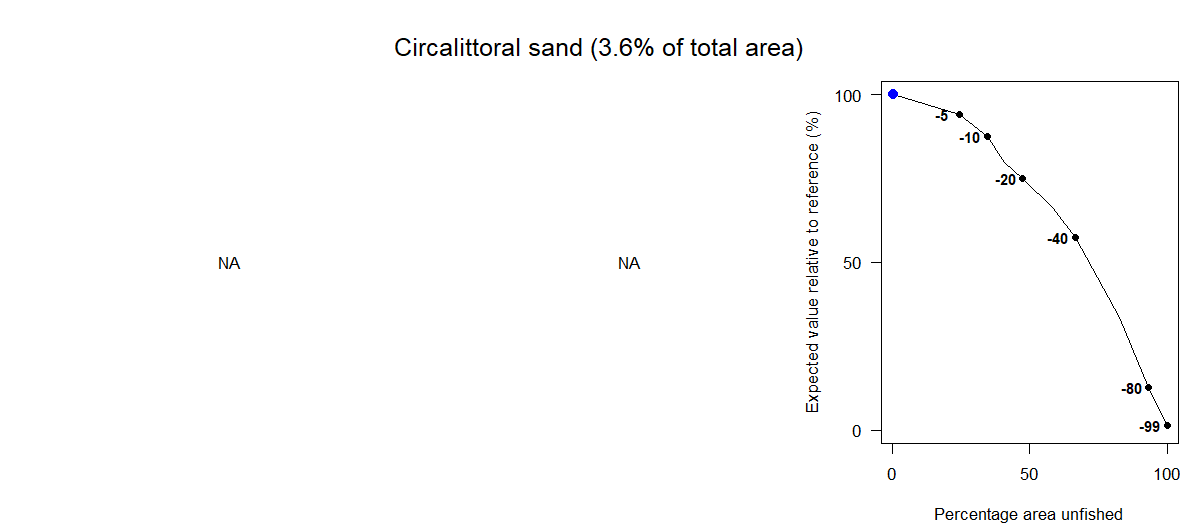 Circalittoral sand (3.6% of total area)
NA
NA
Expected value relative to reference (%)
100
50
0
-5
-10
-20
-40
-80
-99
0 50 100
Percentage area unfished